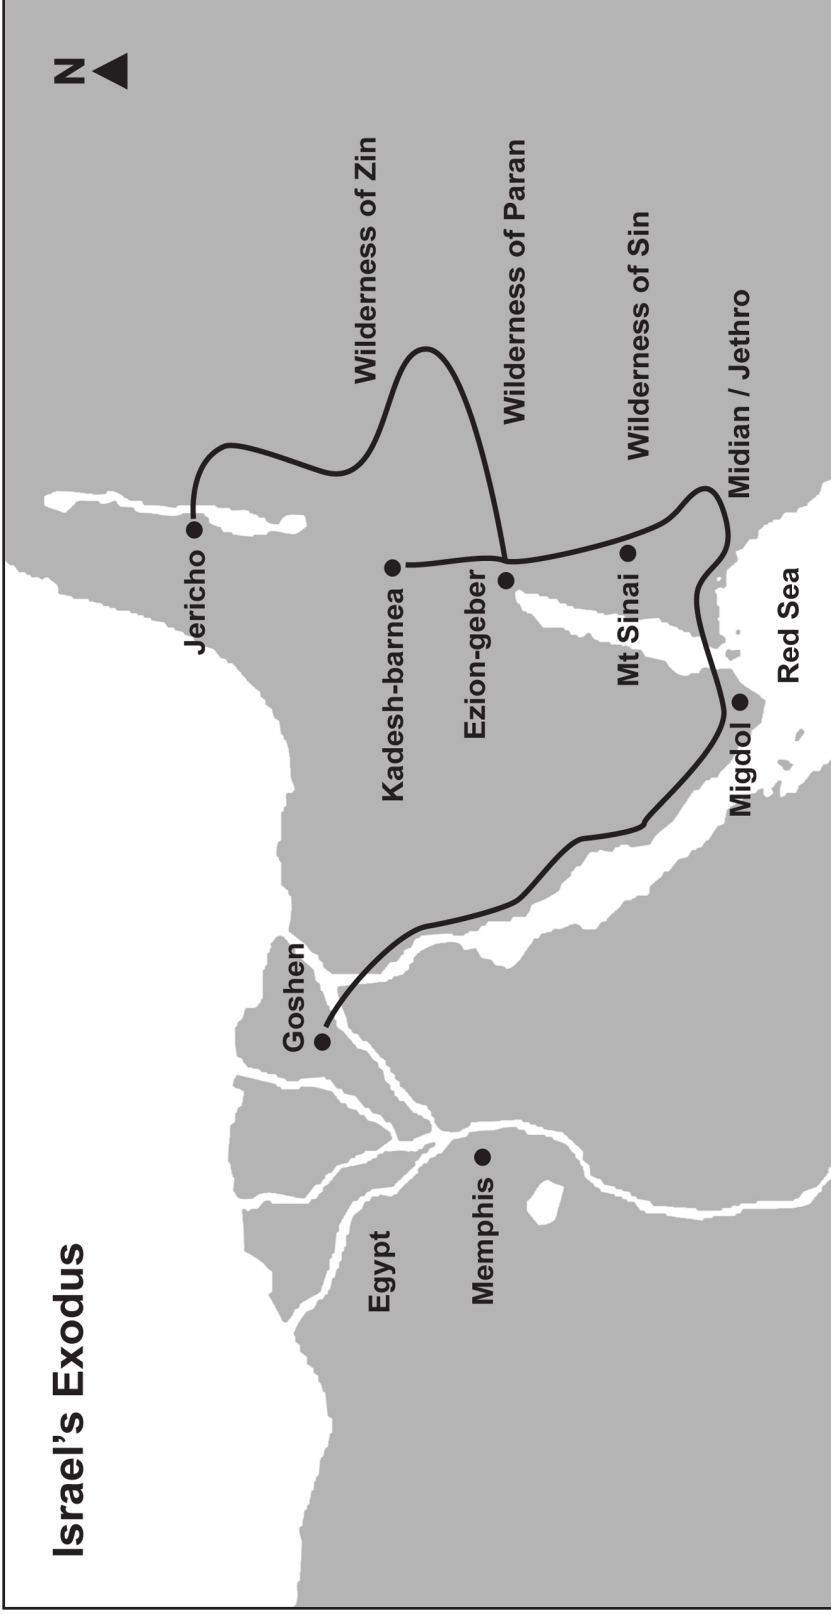 Israel's Exodus
N
Jericho
Goshen
Wilderness of Zin
Egypt
Kadesh-barnea
Memphis
Ezion-geber
Wilderness of Paran
Mt Sinai
Wilderness of Sin
Migdol
Midian / Jethro
Red Sea